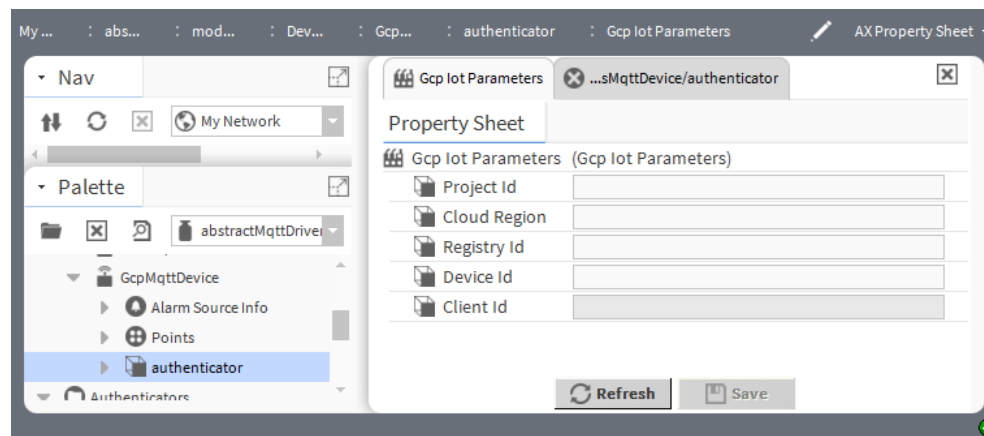 My ... : abs... : mod... : Dev... : Gcp... : authenticator : Gcp Iot Parameters AX Property Sheet
Nav
My Network
Palette
abstractMqttDriver
GcpMqttDevice
Alarm Source Info
Points
authenticator
Authenticators
Gcp Iot Parameters ...sMqttDevice/authenticator
Property Sheet
Gcp Iot Parameters (Gcp Iot Parameters)
Project Id
Cloud Region
Registry Id
Device Id
Client Id
Refresh Save